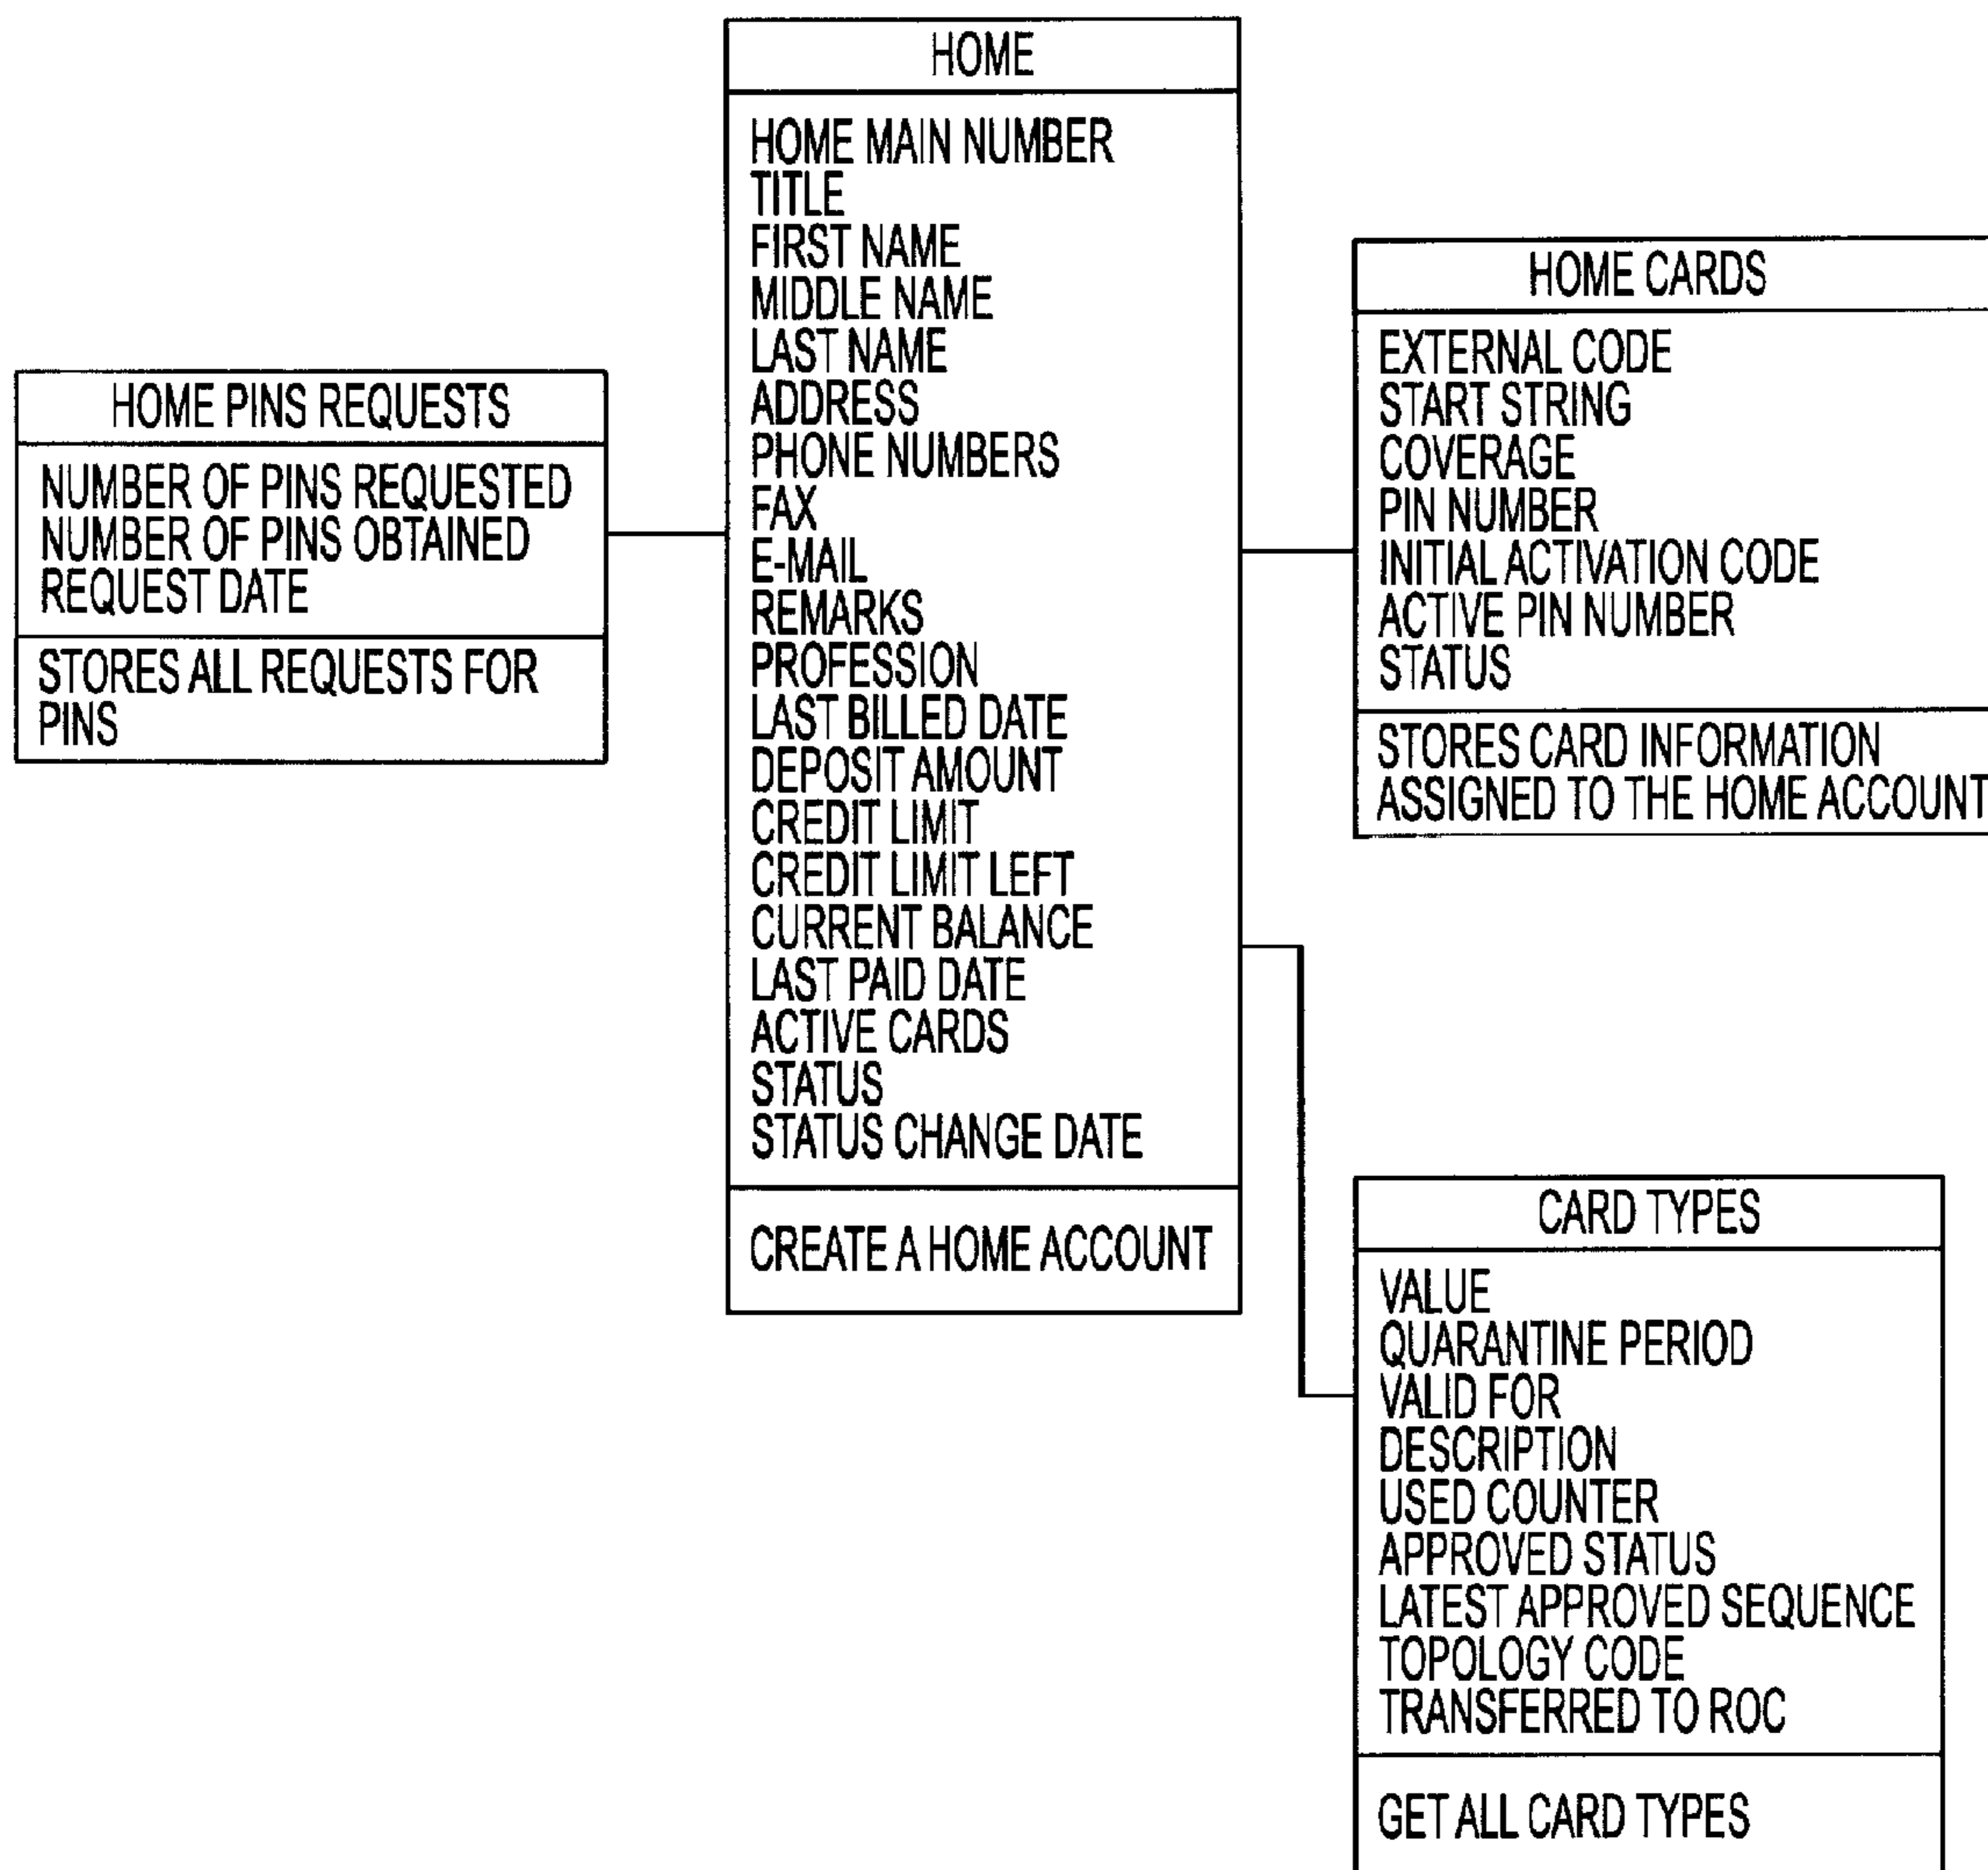 HOME
HOME MAIN NUMBER
TITLE
FIRST NAME
MIDDLE NAME
LAST NAME
ADDRESS
PHONE NUMBERS
FAX
E-MAIL
REMARKS
PROFESSION
LAST BILLED DATE
DEPOSIT AMOUNT
CREDIT LIMIT
CREDIT LIMIT LEFT
CURRENT BALANCE
LAST PAID DATE
ACTIVE CARDS
STATUS
STATUS CHANGE DATE
CREATE A HOME ACCOUNT
HOME PINS REQUESTS
NUMBER OF PINS REQUESTED
NUMBER OF PINS OBTAINED
REQUEST DATE
STORES ALL REQUESTS FOR
PINS
HOME CARDS
EXTERNAL CODE
START STRING
COVERAGE
PIN NUMBER
INITIAL ACTIVATION CODE
ACTIVE PIN NUMBER
STATUS
STORES CARD INFORMATION
ASSIGNED TO THE HOME ACCOUNT
CARD TYPES
VALUE
QUARANTINE PERIOD
VALID FOR
DESCRIPTION
USED COUNTER
APPROVED STATUS
LATEST APPROVED SEQUENCE
TOPOLOGY CODE
TRANSFERRED TO ROC
GET ALL CARD TYPES